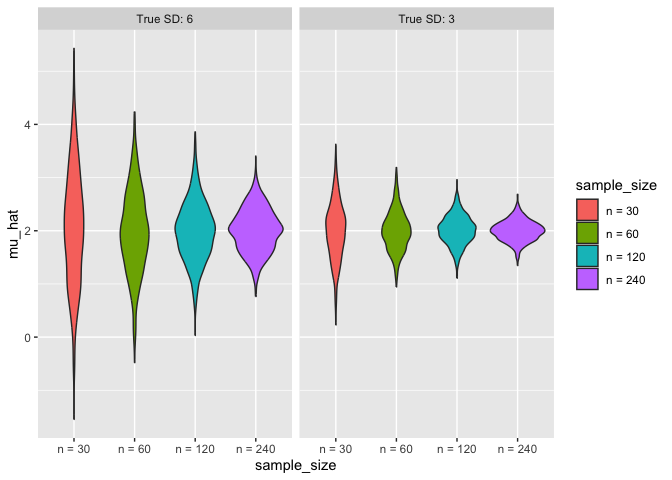 True SD: 6
True SD: 3
mu_hat
4
2
0
n = 30
n = 60
n = 120
n = 240
n = 30
n = 60
n = 120
n = 240
sample_size
sample_size
n = 30
n = 60
n = 120
n = 240